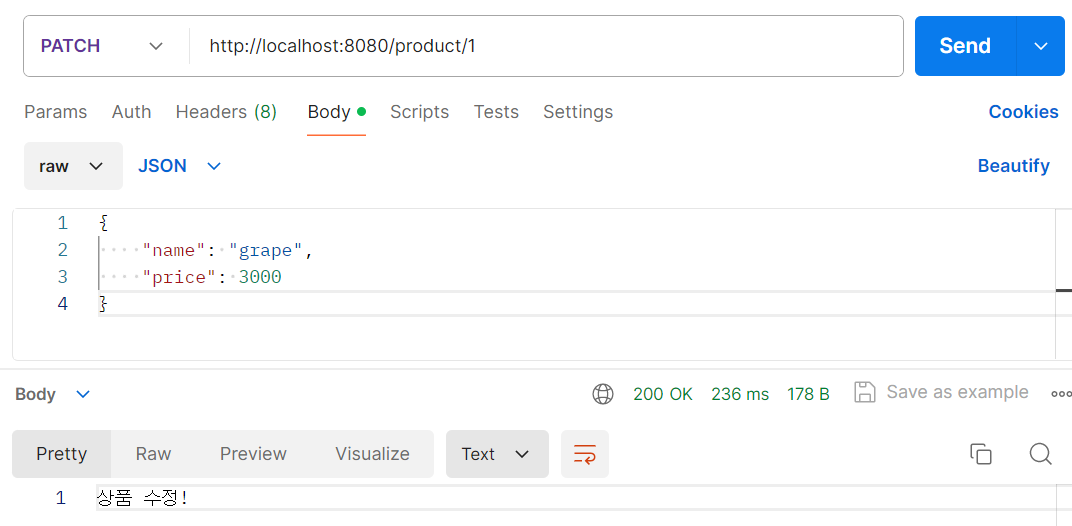 PATCH http://localhost:8080/product/1 Send
Params Auth Headers (8) Body Scripts Tests Settings Cookies
raw JSON Beautify
1 {
2 ····"name":·"grape",
3 ····"price":·3000
4 }
Body 200 OK 236 ms 178 B Save as example
Pretty Raw Preview Visualize Text
1 상품 수정!